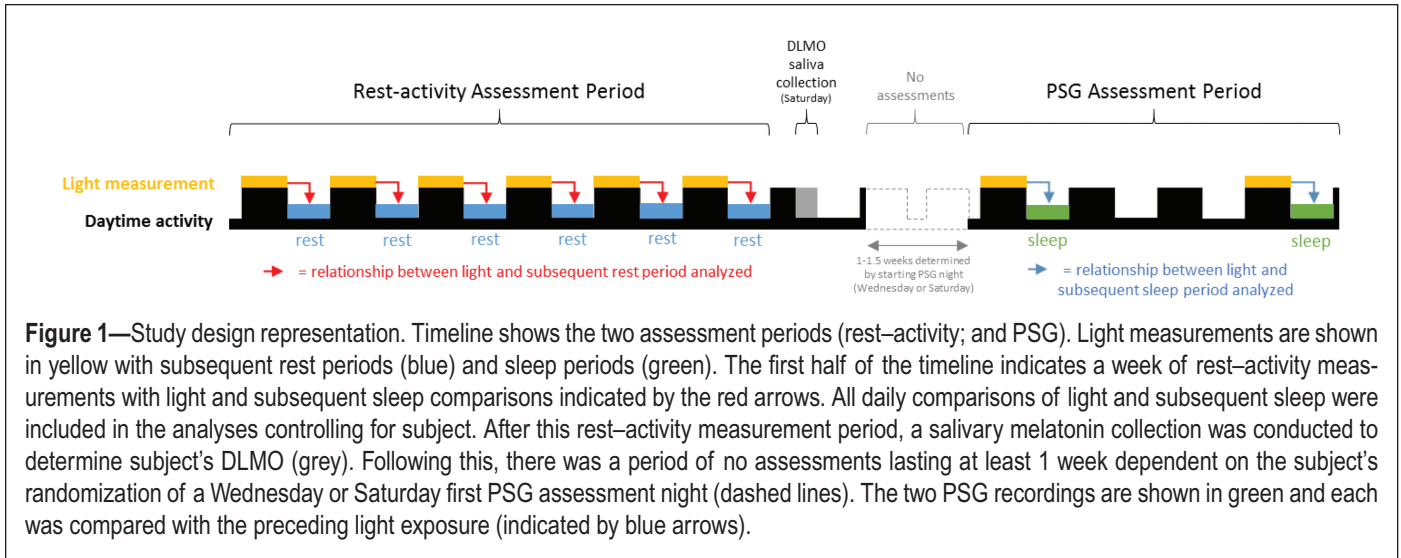 DLMO
saliva
collection
(Saturday)
No
assessments
Rest-activity Assessment Period
PSG Assessment Period
Light measurement
Daytime activity
rest
rest
rest
rest
rest
rest
sleep
sleep
= relationship between light and subsequent rest period analyzed
1-1.5 weeks determined
by starting PSG night
(Wednesday or Saturday)
= relationship between light and
subsequent sleep period analyzed
Figure 1—Study design representation. Timeline shows the two assessment periods (rest–activity; and PSG). Light measurements are shown
in yellow with subsequent rest periods (blue) and sleep periods (green). The first half of the timeline indicates a week of rest–activity meas-
urements with light and subsequent sleep comparisons indicated by the red arrows. All daily comparisons of light and subsequent sleep were
included in the analyses controlling for subject. After this rest–activity measurement period, a salivary melatonin collection was conducted to
determine subject's DLMO (grey). Following this, there was a period of no assessments lasting at least 1 week dependent on the subject's
randomization of a Wednesday or Saturday first PSG assessment night (dashed lines). The two PSG recordings are shown in green and each
was compared with the preceding light exposure (indicated by blue arrows).